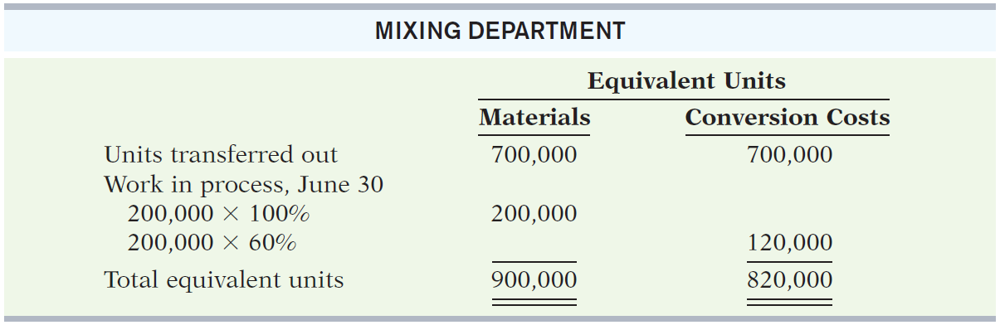 MIXING DEPARTMENT
Equivalent Units
Materials Conversion Costs
Units transferred out 700,000 700,000
Work in process, June 30
200,000 × 100% 200,000
200,000 × 60% 120,000
Total equivalent units 900,000 820,000